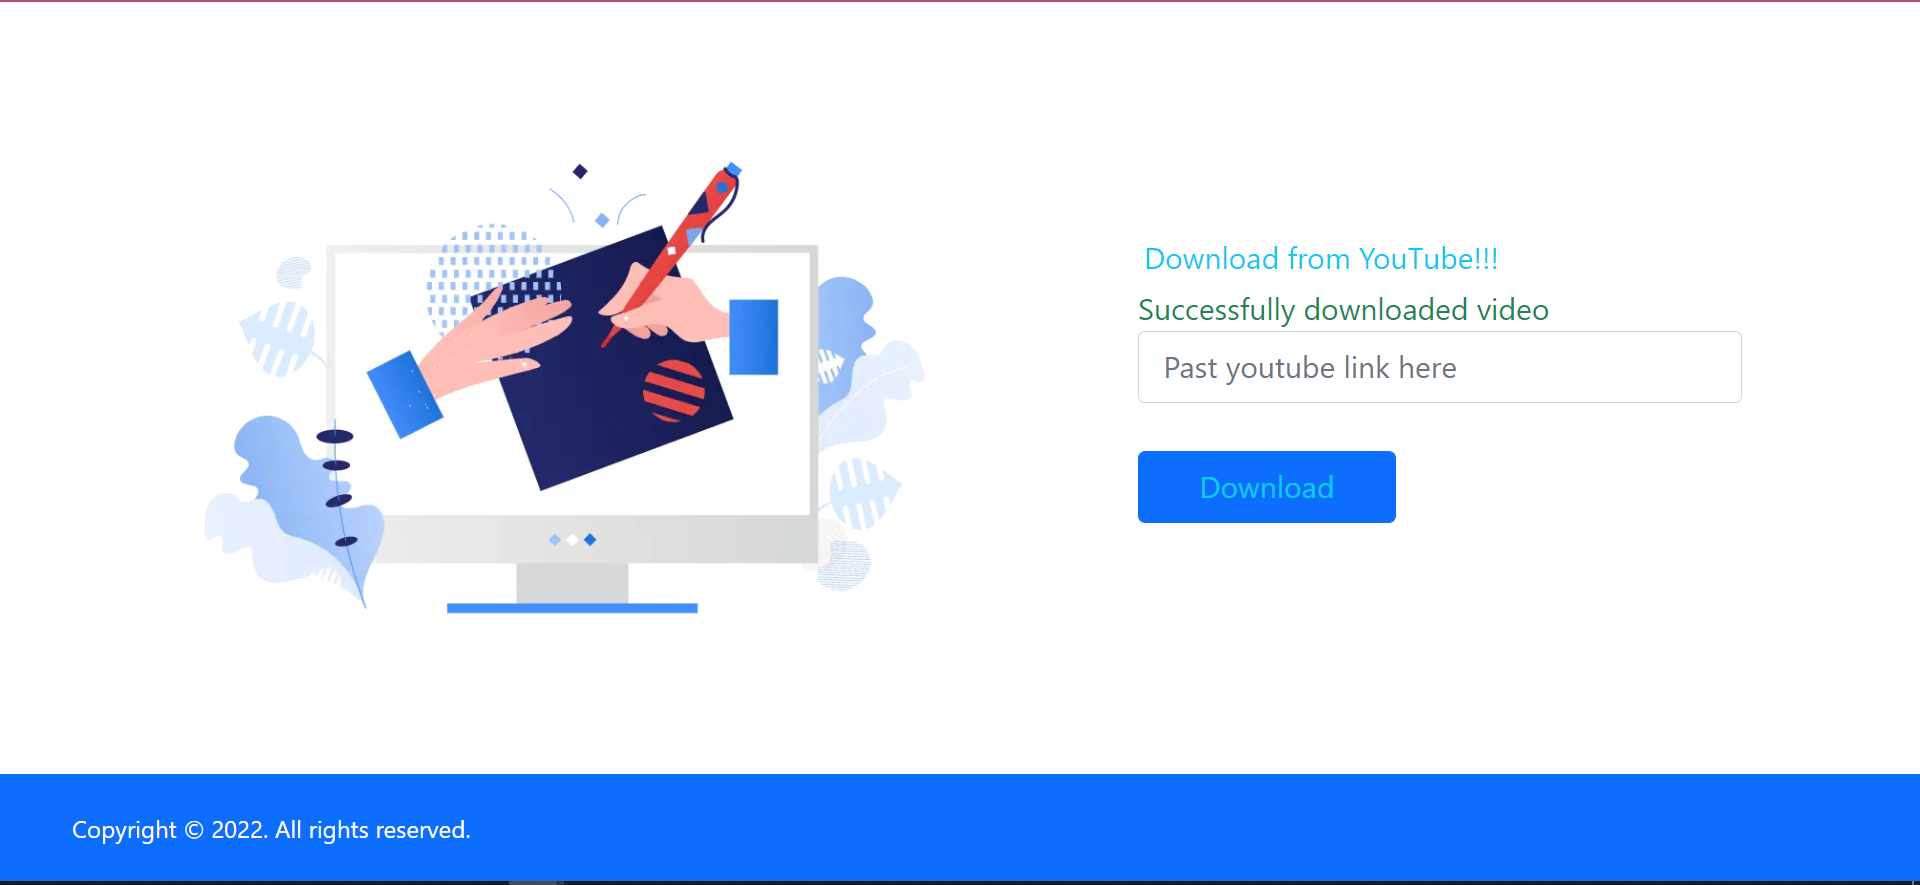 Download from YouTube!!!
Successfully downloaded video
Past youtube link here
Download
Copyright © 2022. All rights reserved.